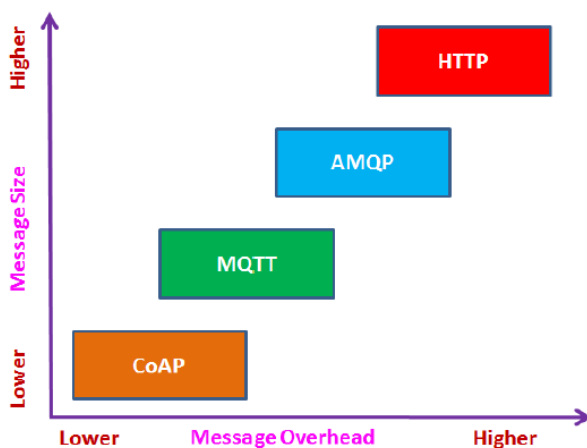 Higher
HTTP
AMQP
Message Size
MQTT
Lower
CoAP
Lower
Message Overhead
Higher